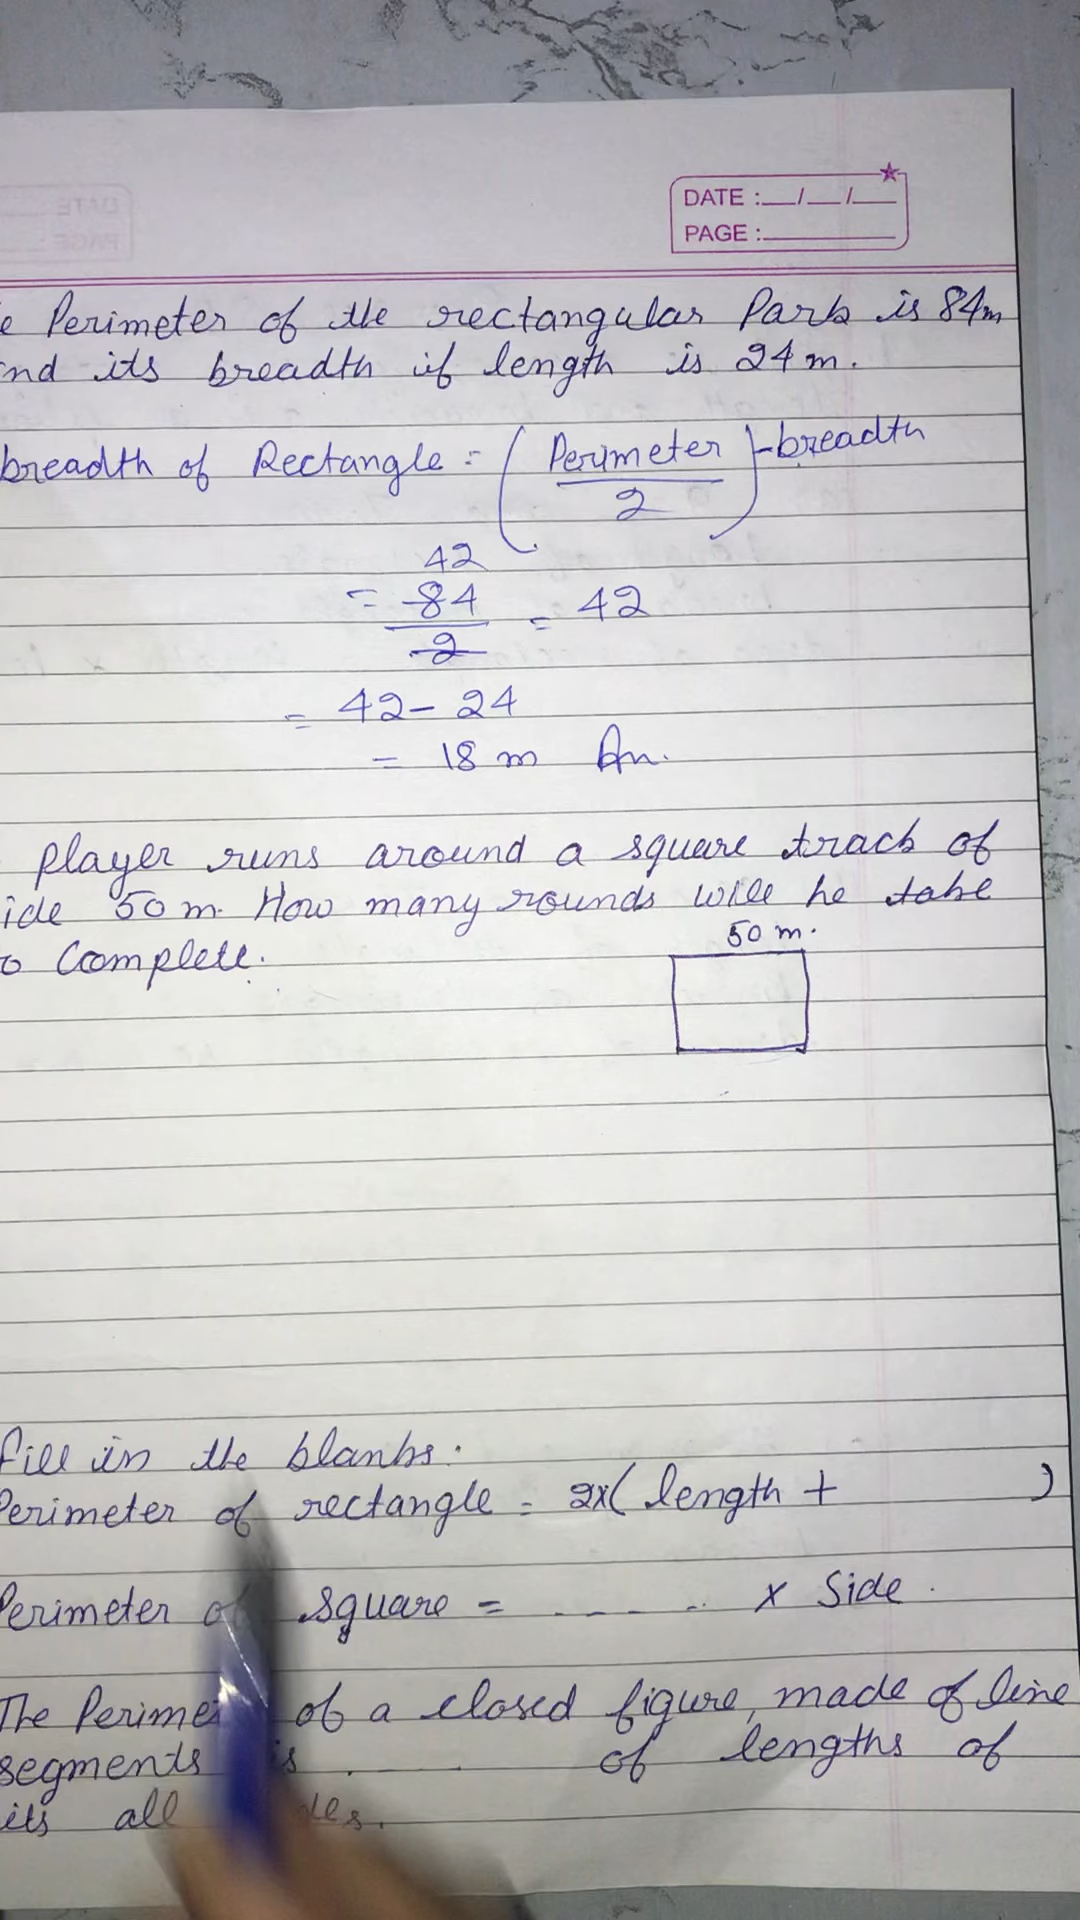 DATE :__/__/__
PAGE :______
e Perimeter of the rectangular Park is 84m
nd its breadth if length is 24 m.
breadth of Rectangle = (Perimeter / 2) - breadth
42
= 84 / 2 = 42
= 42 - 24
= 18 m An.
player runs around a square track of
ide 50 m. How many rounds will he take
o Complete.
50 m.
fill in the blanks.
Perimeter of rectangle = 2x( length + )
Perimeter of square = ..... x Side.
The Perime of a closed figure, made of line
segments is ..... of lengths of
its all des.